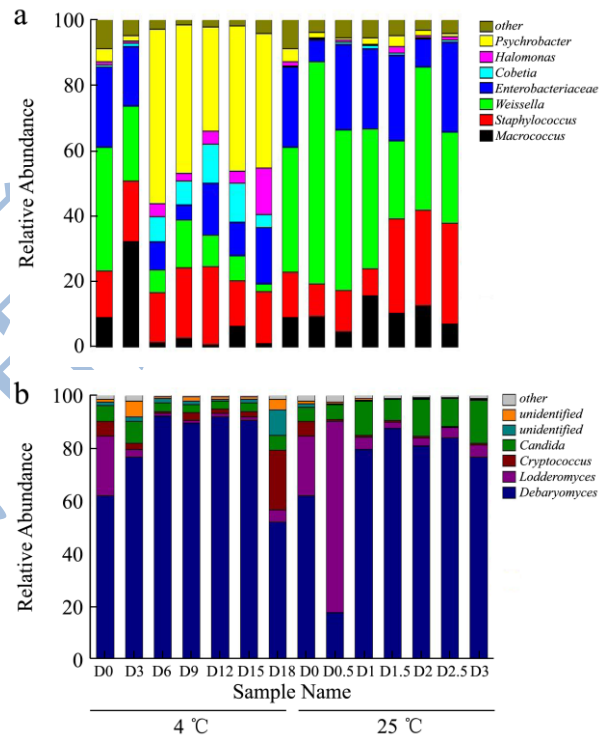 a
Relative Abundance
100
80
60
40
20
0
other
Psychrobacter
Halomonas
Cobetia
Enterobacteriaceae
Weissella
Staphylococcus
Macrococcus
b
Relative Abundance
100
80
60
40
20
0
other
unidentified
unidentified
Candida
Cryptococcus
Lodderomyces
Debaryomyces
D0 D3 D6 D9 D12 D15 D18 D0 D0.5 D1 D1.5 D2 D2.5 D3
Sample Name
4 ℃ 25 ℃